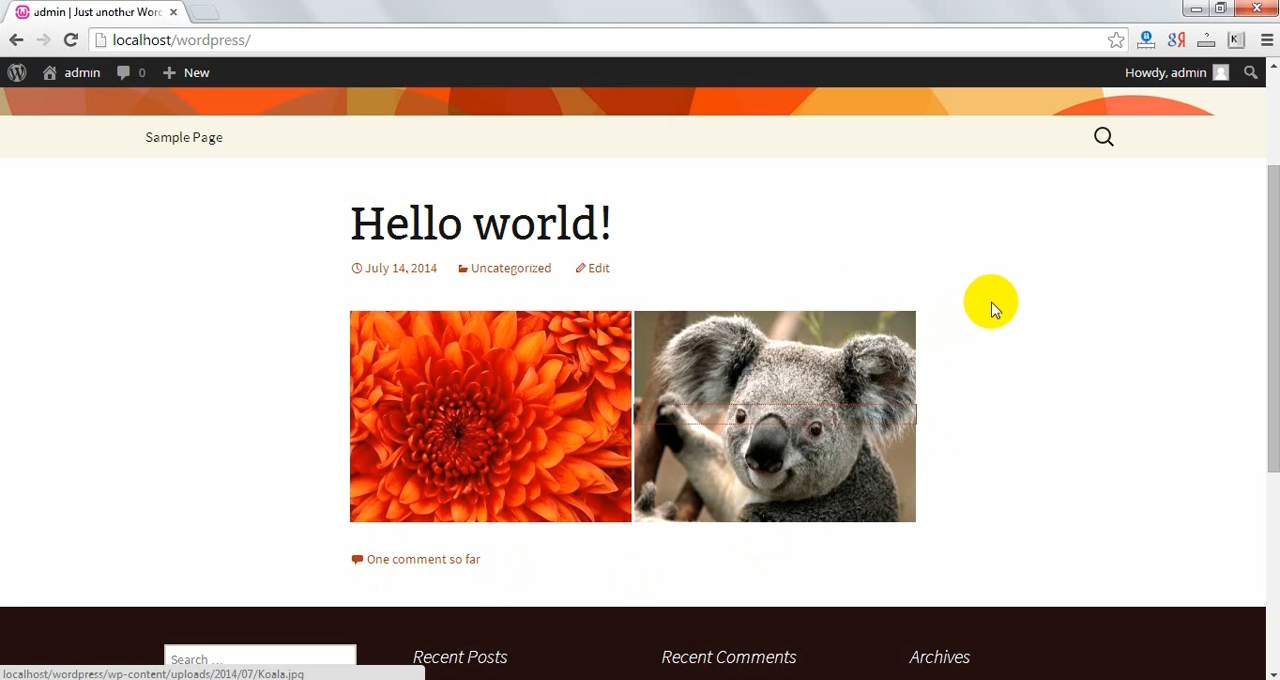 admin | Just another Word
localhost/wordpress/
8Я
K
admin
0
New
Howdy, admin
Sample Page
Hello world!
July 14, 2014
Uncategorized
Edit
One comment so far
Search …
Recent Posts
Recent Comments
Archives
localhost/wordpress/wp-content/uploads/2014/07/Koala.jpg